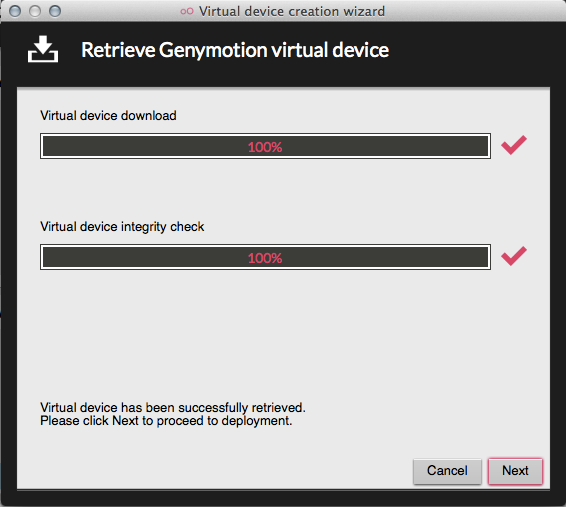 Virtual device creation wizard
Retrieve Genymotion virtual device
Virtual device download
100%
Virtual device integrity check
100%
Virtual device has been successfully retrieved.
Please click Next to proceed to deployment.
Cancel
Next